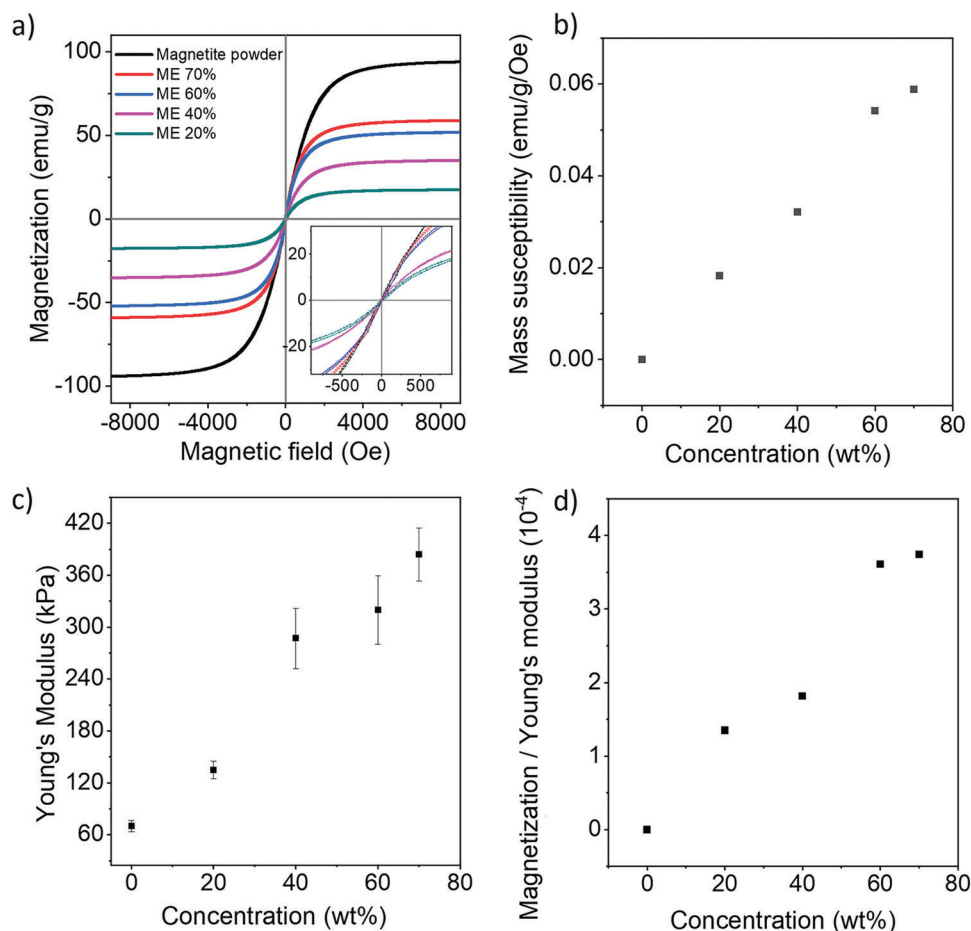 a)
Magnetization (emu/g)
100
50
0
-50
-100
Magnetite powder
ME 70%
ME 60%
ME 40%
ME 20%
20
0
-20
-500
0
500
-8000
-4000
0
4000
8000
Magnetic field (Oe)
b)
Mass susceptibility (emu/g/Oe)
0.06
0.04
0.02
0.00
0
20
40
60
80
Concentration (wt%)
c)
Young's Modulus (kPa)
420
360
300
240
180
120
60
0
20
40
60
80
Concentration (wt%)
d)
Magnetization / Young's modulus (10⁻⁴)
4
3
2
1
0
0
20
40
60
80
Concentration (wt%)